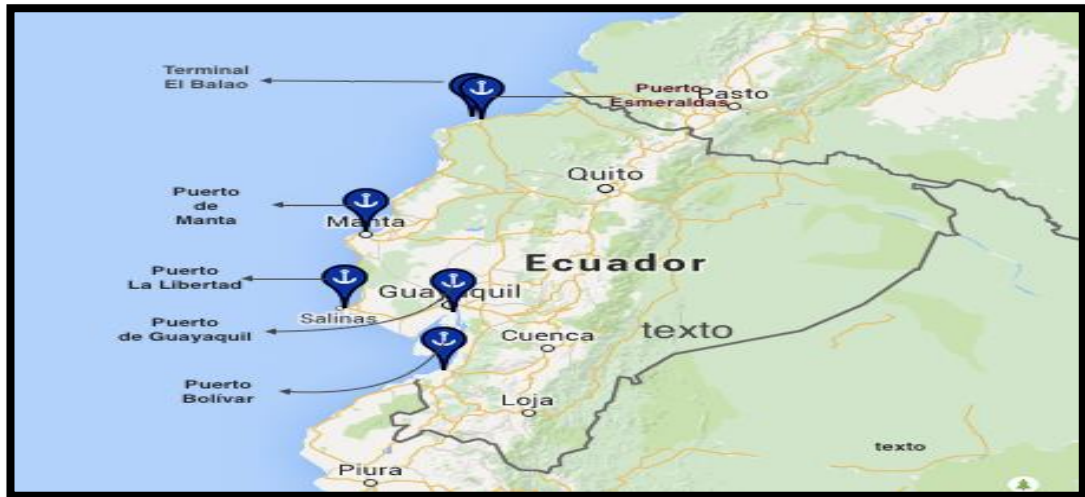 Terminal
El Balao
Puerto
Esmeraldas
Pasto
Quito
Puerto
de
Manta
Manta
Ecuador
Puerto
La Libertad
Guayaquil
Salinas
Puerto
de Guayaquil
texto
Cuenca
Puerto
Bolívar
Loja
texto
Piura